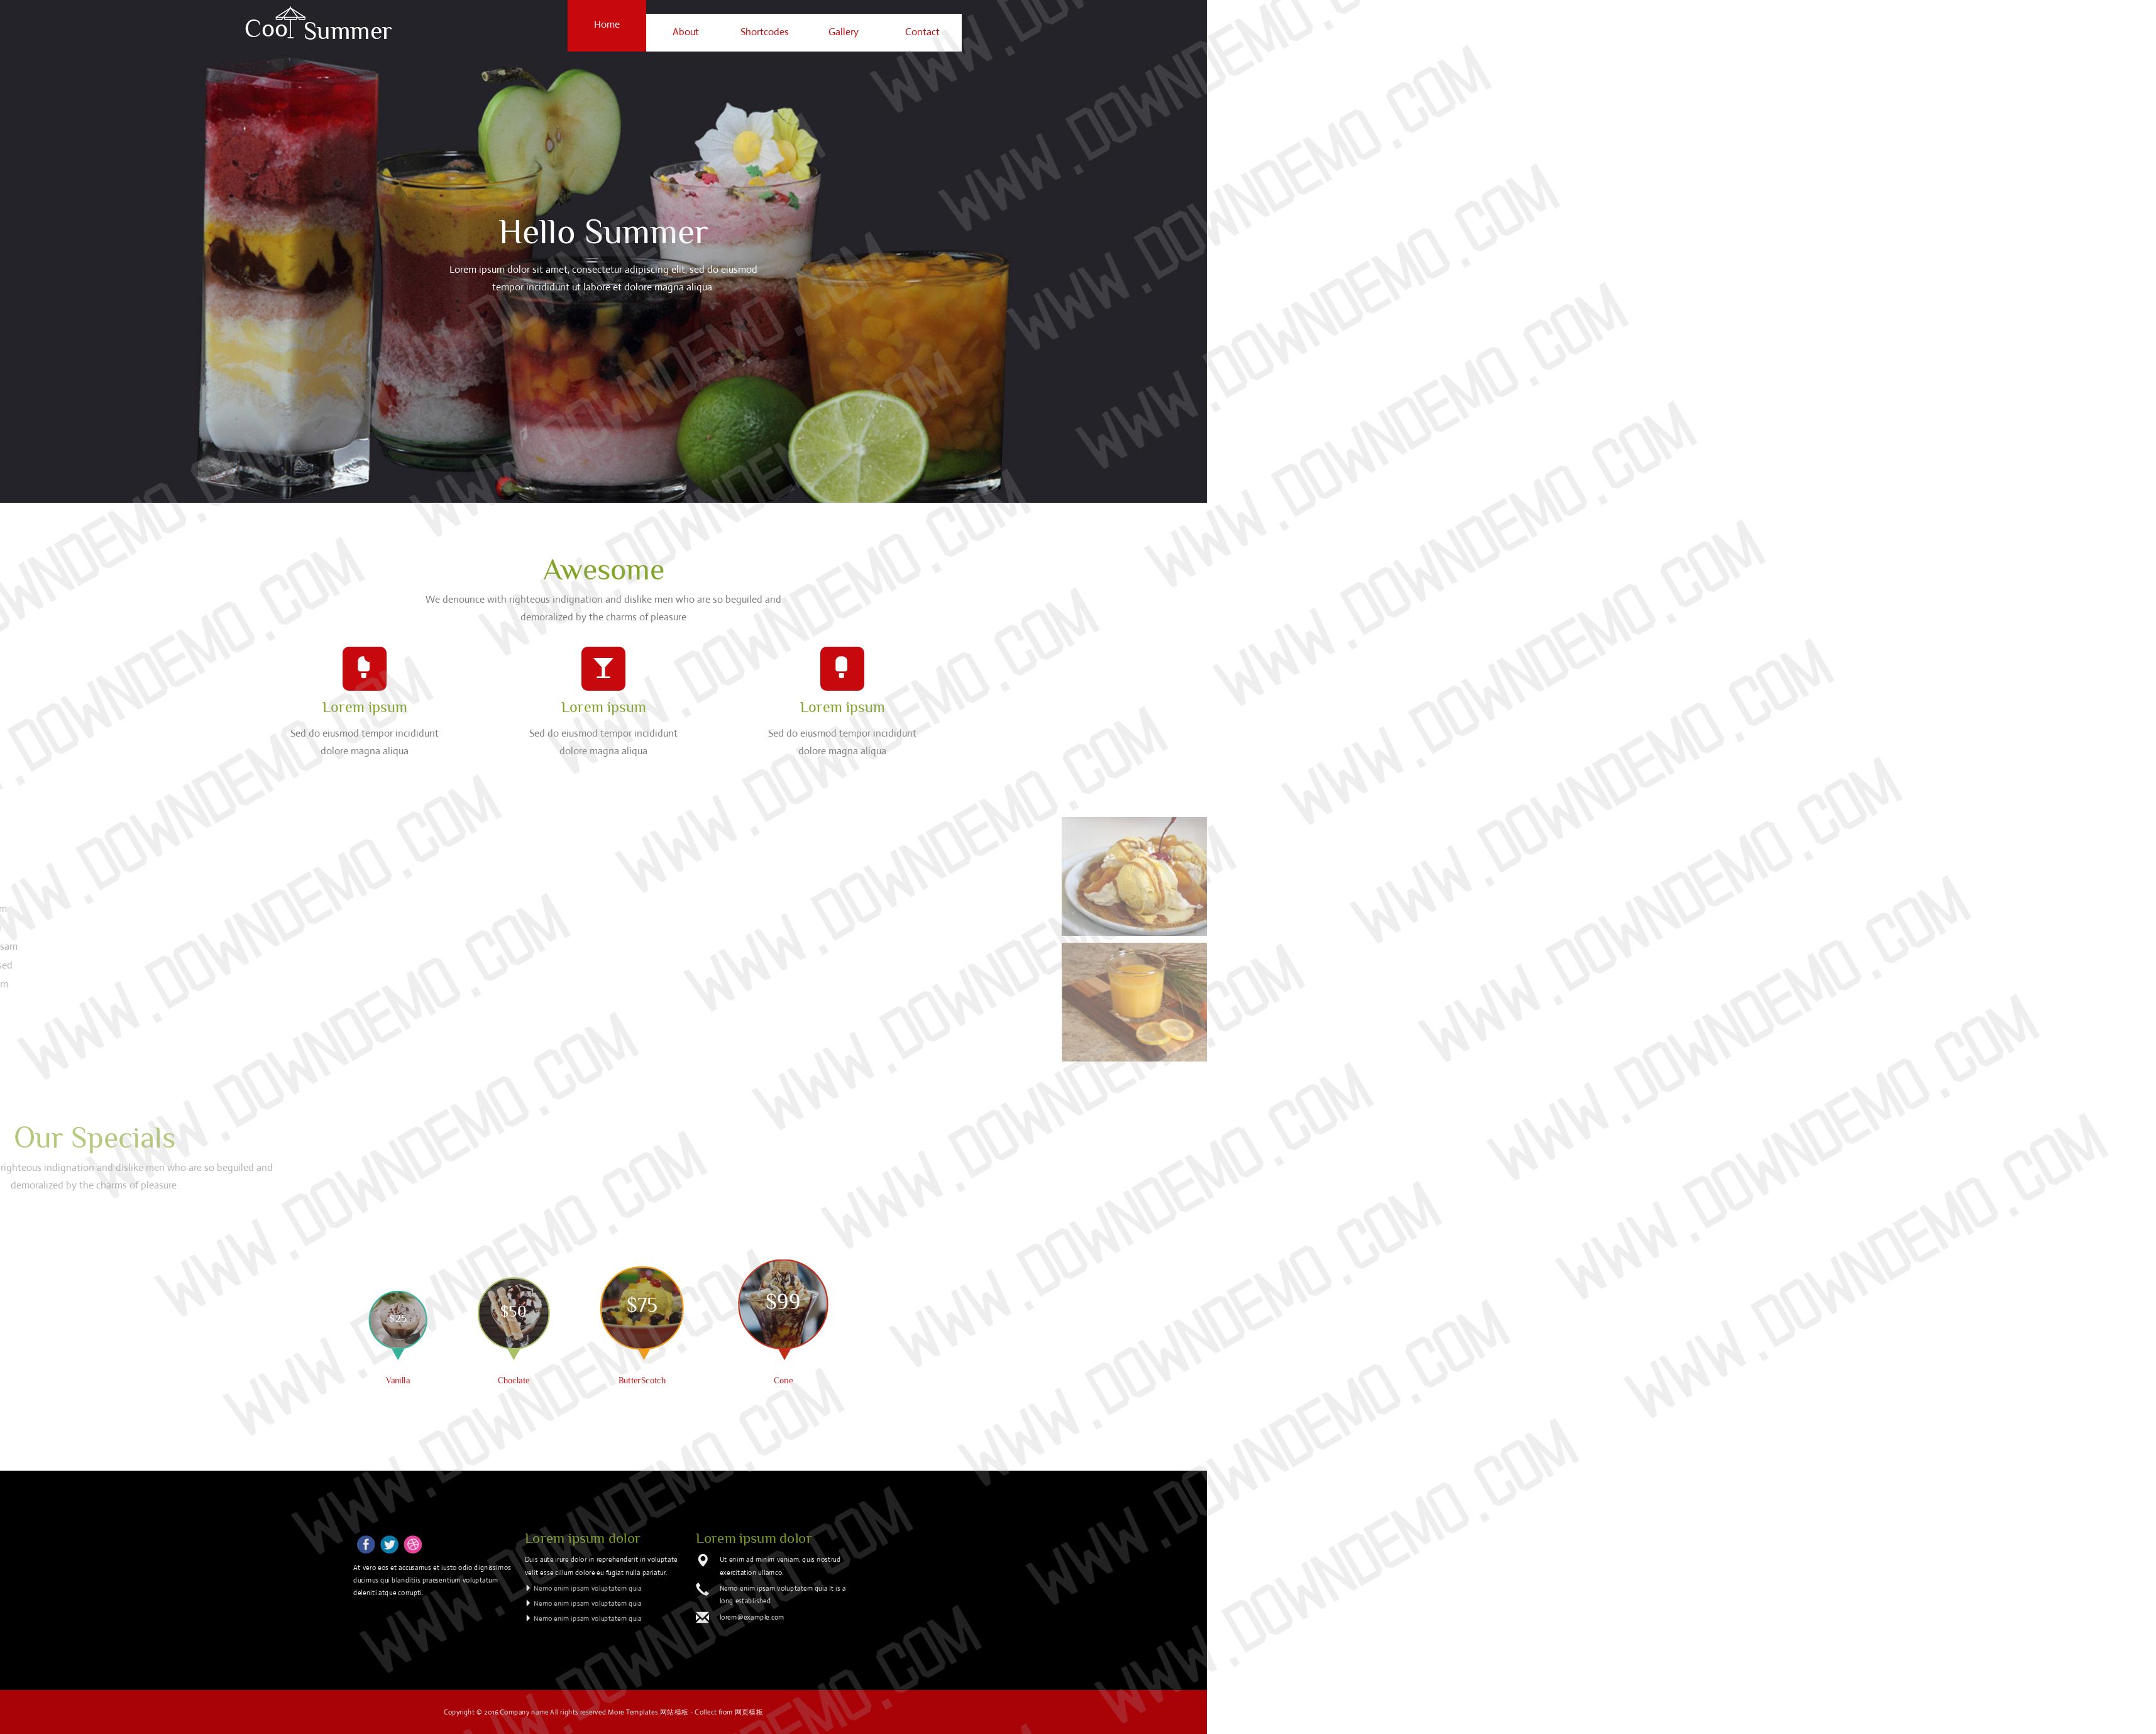 Cool Summer
Home
About
Shortcodes
Gallery
Contact
Hello Summer
Lorem ipsum dolor sit amet, consectetur adipiscing elit, sed do eiusmod
tempor incididunt ut labore et dolore magna aliqua
Awesome
We denounce with righteous indignation and dislike men who are so beguiled and
demoralized by the charms of pleasure
Lorem ipsum
Sed do eiusmod tempor incididunt
dolore magna aliqua
Lorem ipsum
Sed do eiusmod tempor incididunt
dolore magna aliqua
Lorem ipsum
Sed do eiusmod tempor incididunt
dolore magna aliqua
Our Specials
righteous indignation and dislike men who are so beguiled and
demoralized by the charms of pleasure
$25
$50
$75
$99
Vanilla
Choclate
ButterScotch
Cone
At vero eos et accusamus et iusto odio dignissimos
ducimus qui blanditiis praesentium voluptatum
deleniti atque corrupti.
Lorem ipsum dolor
Duis aute irure dolor in reprehenderit in voluptate
velit esse cillum dolore eu fugiat nulla pariatur.
Nemo enim ipsam voluptatem quia
Nemo enim ipsam voluptatem quia
Nemo enim ipsam voluptatem quia
Lorem ipsum dolor
Ut enim ad minim veniam, quis nostrud
exercitation ullamco.
Nemo enim ipsam voluptatem quia It is a
long established
lorem@example.com
Copyright © 2016.Company name All rights reserved.More Templates 网站模板 - Collect from 网页模板
WWW.DOWNDEMO.COM